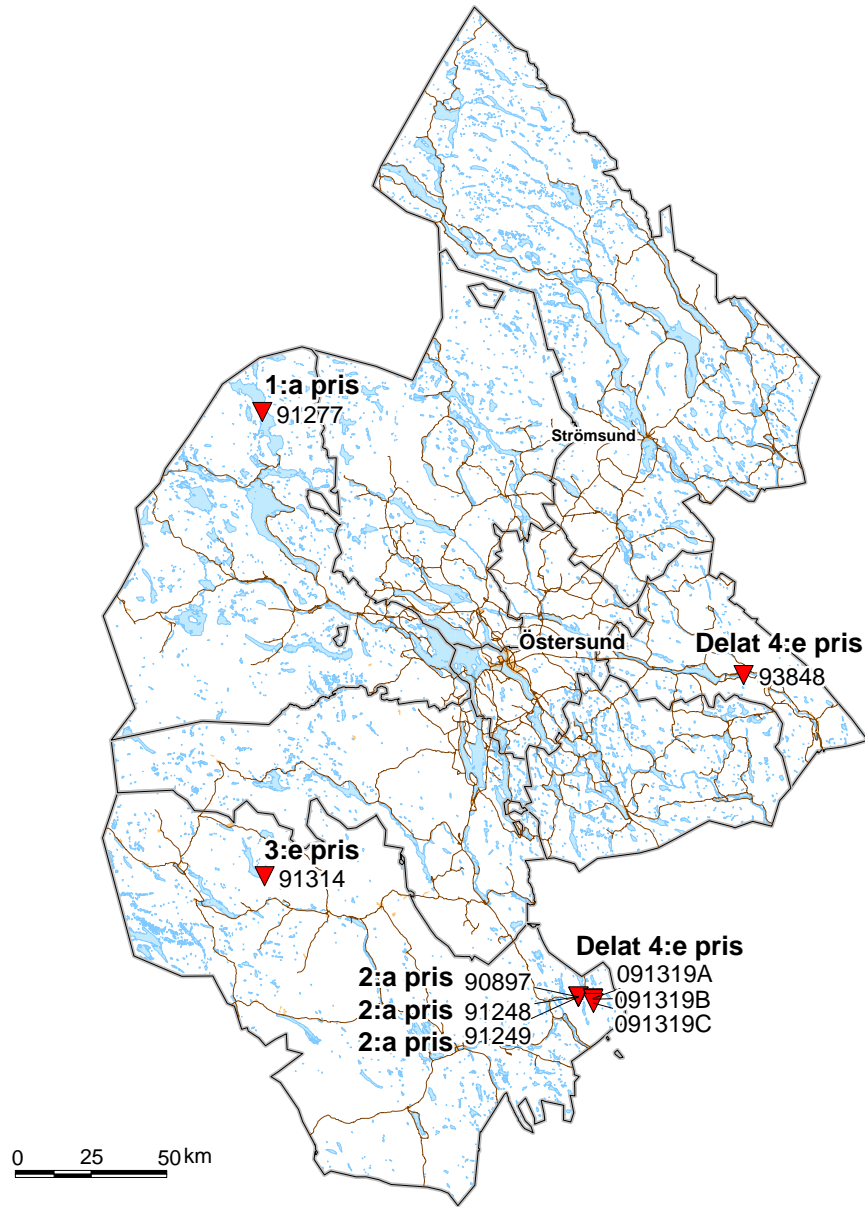 1:a pris
91277
Strömsund
Östersund
Delat 4:e pris
93848
3:e pris
91314
Delat 4:e pris
2:a pris 90897 091319A
2:a pris 91248 091319B
2:a pris 91249 091319C
0 25 50 km